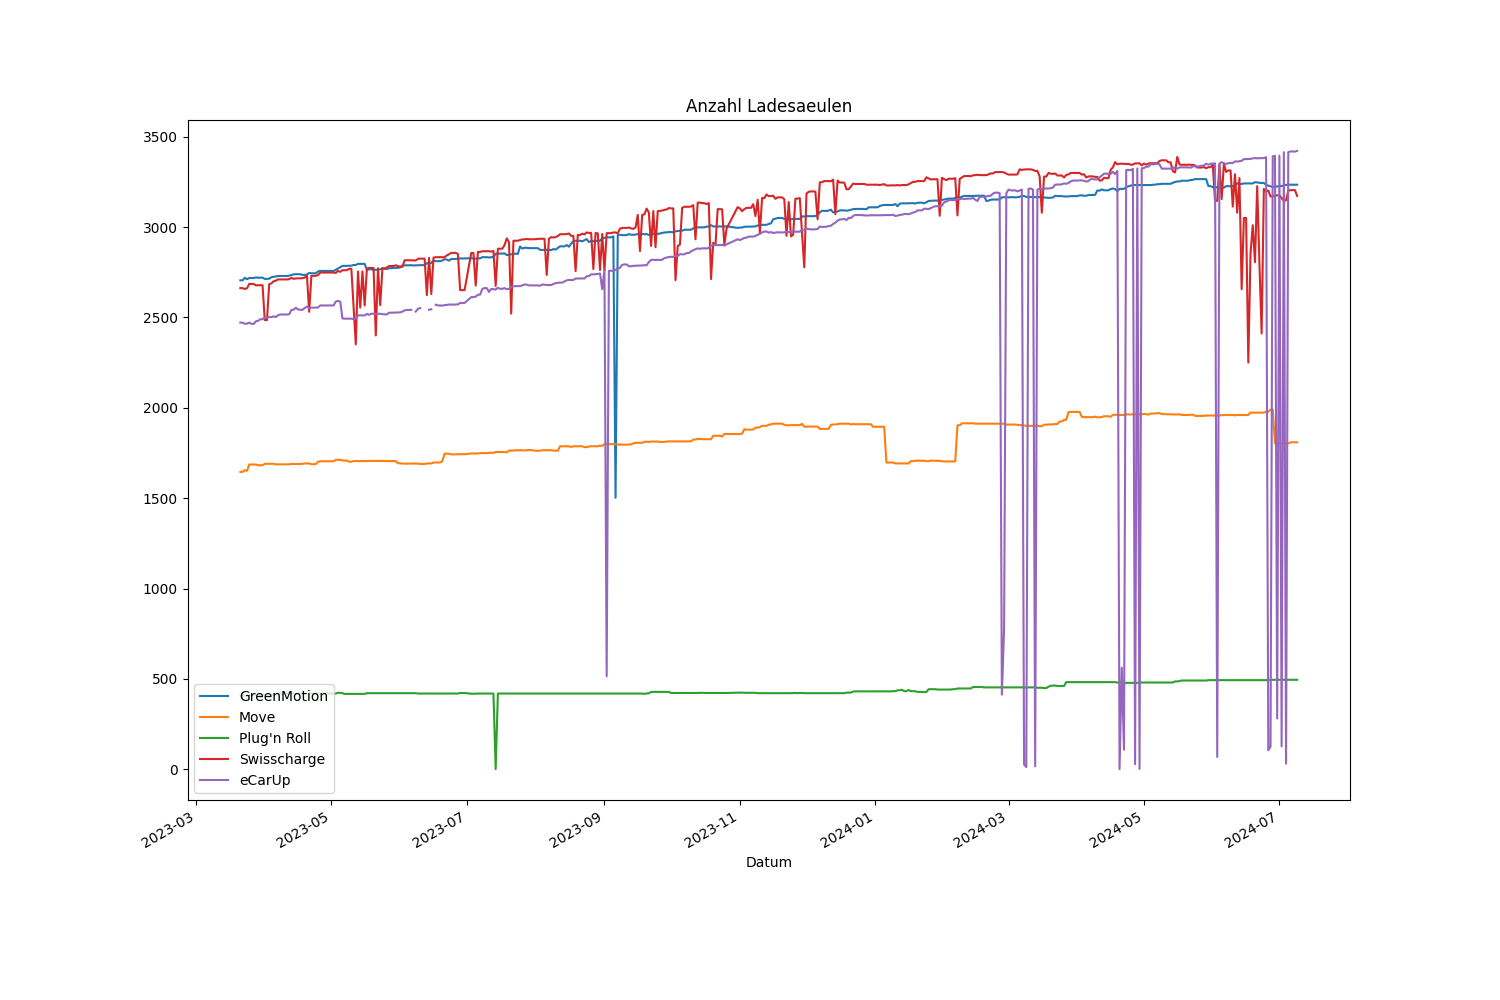 Anzahl Ladesaeulen
3500
3000
2500
2000
1500
1000
500
0
GreenMotion
Move
Plug'n Roll
Swisscharge
eCarUp
2023-03
2023-05
2023-07
2023-09
2023-11
2024-01
2024-03
2024-05
2024-07
Datum